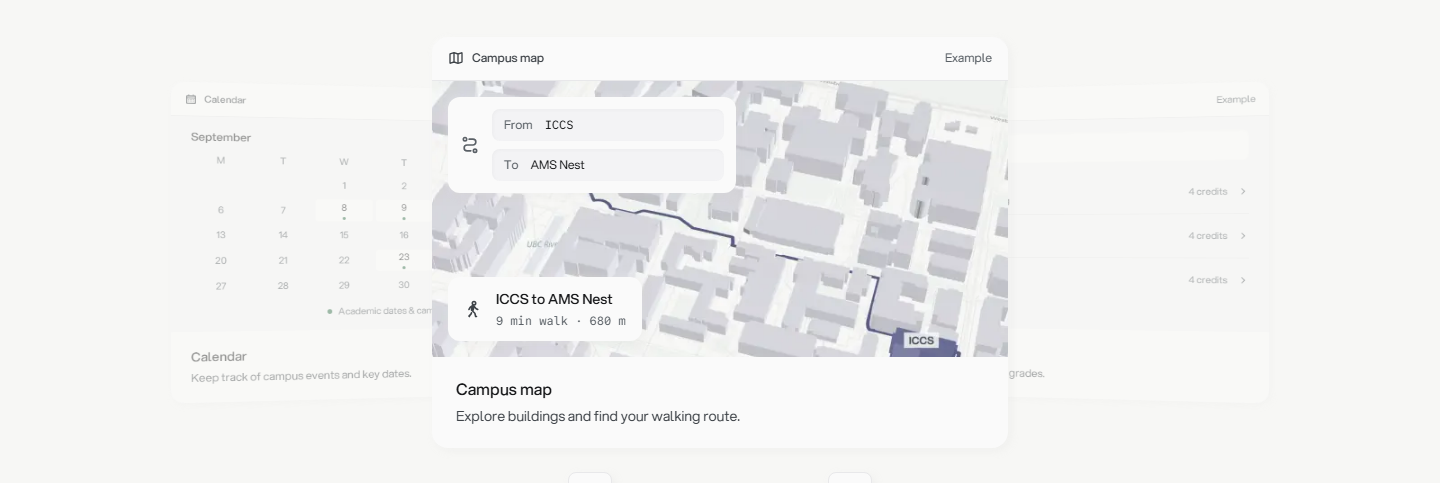 Campus map
Example
From ICCS
To AMS Nest
ICCS to AMS Nest
9 min walk · 680 m
ICCS
Campus map
Explore buildings and find your walking route.
Calendar
September
M T W T
1 2
6 7 8 9
13 14 15 16
20 21 22 23
27 28 29 30
Academic dates &
Calendar
Keep track of campus events and key dates.
Example
4 credits
4 credits
4 credits
grades.